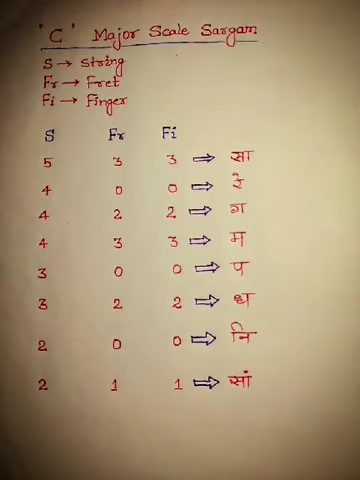 'C' Major Scale Sargam
S → String
Fr → Fret
Fi → Finger
S Fr Fi
5 3 3 ⇨ सा
4 0 0 ⇨ रे
4 2 2 ⇨ ग
4 3 3 ⇨ म
3 0 0 ⇨ प
3 2 2 ⇨ ध
2 0 0 ⇨ नि
2 1 1 ⇨ सां